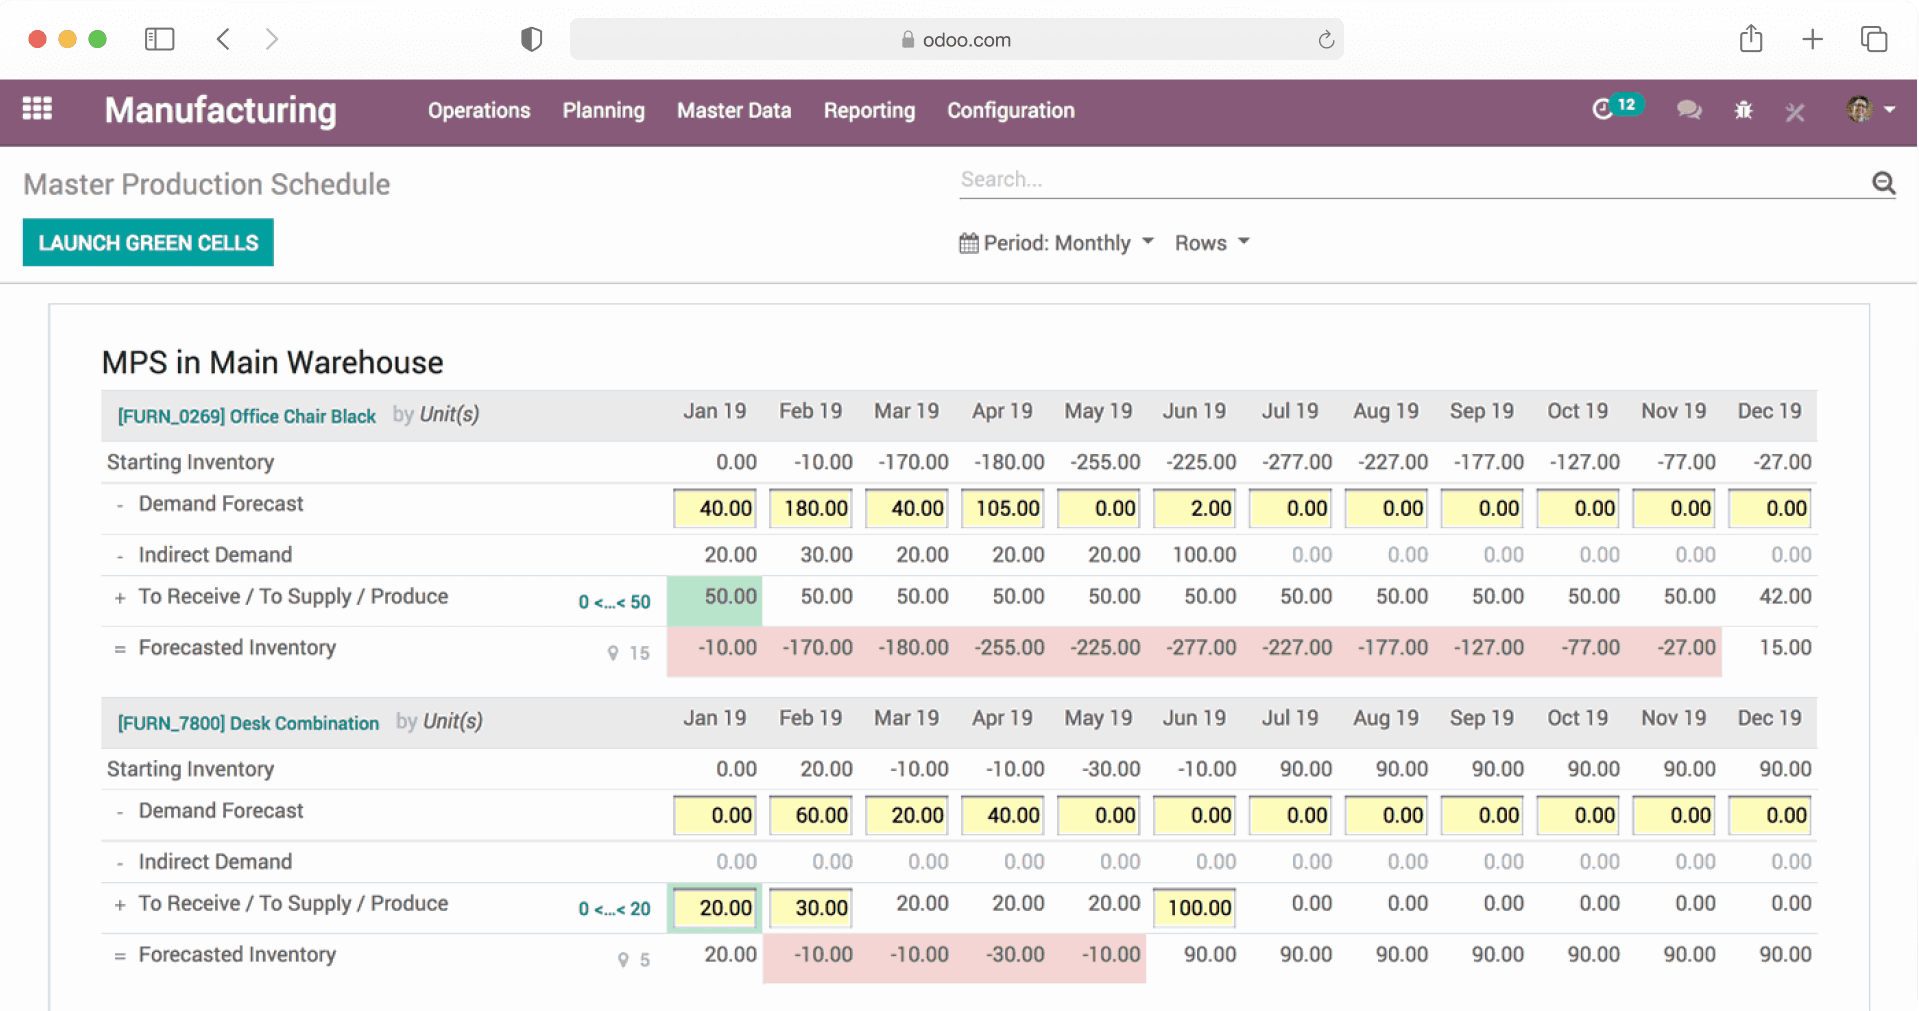 odoo.com
Manufacturing Operations Planning Master Data Reporting Configuration 12
Master Production Schedule Search...
LAUNCH GREEN CELLS Period: Monthly Rows
MPS in Main Warehouse
[FURN_0269] Office Chair Black by Unit(s) Jan 19 Feb 19 Mar 19 Apr 19 May 19 Jun 19 Jul 19 Aug 19 Sep 19 Oct 19 Nov 19 Dec 19
Starting Inventory 0.00 -10.00 -170.00 -180.00 -255.00 -225.00 -277.00 -227.00 -177.00 -127.00 -77.00 -27.00
- Demand Forecast 40.00 180.00 40.00 105.00 0.00 2.00 0.00 0.00 0.00 0.00 0.00 0.00
- Indirect Demand 20.00 30.00 20.00 20.00 20.00 100.00 0.00 0.00 0.00 0.00 0.00 0.00
+ To Receive / To Supply / Produce 0 <...< 50 50.00 50.00 50.00 50.00 50.00 50.00 50.00 50.00 50.00 50.00 50.00 42.00
= Forecasted Inventory 15 -10.00 -170.00 -180.00 -255.00 -225.00 -277.00 -227.00 -177.00 -127.00 -77.00 -27.00 15.00
[FURN_7800] Desk Combination by Unit(s) Jan 19 Feb 19 Mar 19 Apr 19 May 19 Jun 19 Jul 19 Aug 19 Sep 19 Oct 19 Nov 19 Dec 19
Starting Inventory 0.00 20.00 -10.00 -10.00 -30.00 -10.00 90.00 90.00 90.00 90.00 90.00 90.00
- Demand Forecast 0.00 60.00 20.00 40.00 0.00 0.00 0.00 0.00 0.00 0.00 0.00 0.00
- Indirect Demand 0.00 0.00 0.00 0.00 0.00 0.00 0.00 0.00 0.00 0.00 0.00 0.00
+ To Receive / To Supply / Produce 0 <...< 20 20.00 30.00 20.00 20.00 20.00 100.00 0.00 0.00 0.00 0.00 0.00 0.00
= Forecasted Inventory 5 20.00 -10.00 -10.00 -30.00 -10.00 90.00 90.00 90.00 90.00 90.00 90.00 90.00